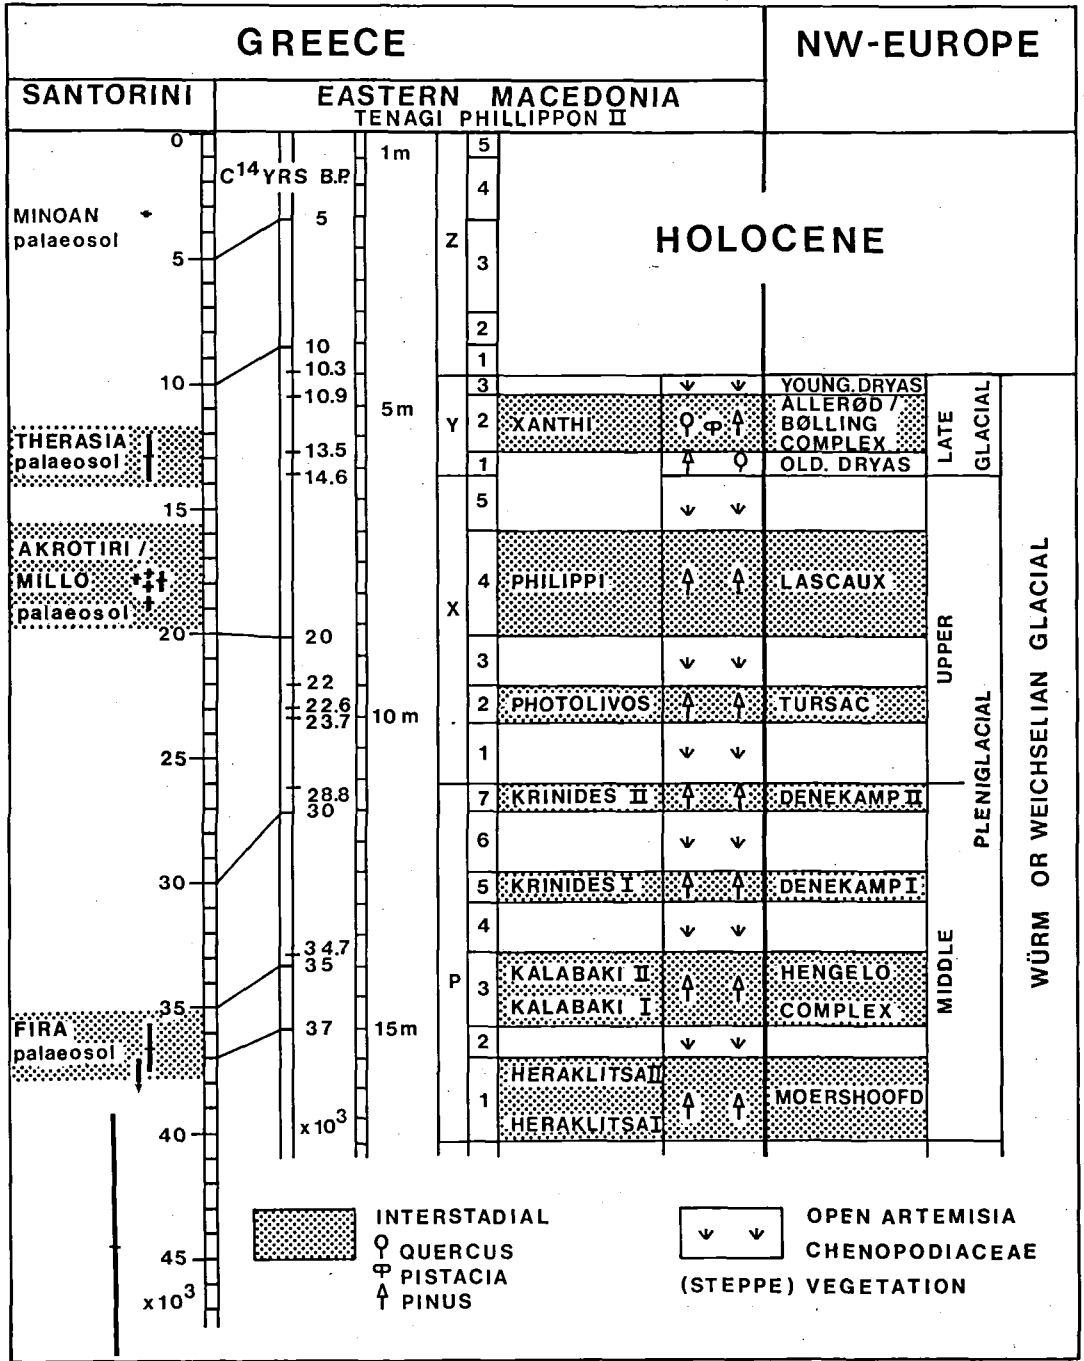 GREECE
NW-EUROPE
SANTORINI
EASTERN MACEDONIA
TENAGI PHILLIPPON II
0
C14 YRS B.P.
1m
5
MINOAN
palaeosol
5
4
5
Z
3
HOLOCENE
2
10
1
10.3
10
3
YOUNG. DRYAS
10.9
5m
Y
2
XANTHI
ALLERØD /
BØLLING
COMPLEX
LATE
GLACIAL
THERASIA
palaeosol
13.5
1
OLD. DRYAS
14.6
15
5
AKROTIRI /
MILLO
palaeosol
X
4
PHILIPPI
LASCAUX
20
20
3
UPPER
22
22.6
23.7
10m
2
PHOTOLIVOS
TURSAC
25
1
28.8
7
KRINIDES II
DENEKAMP II
30
6
PLENIGLACIAL
30
5
KRINIDES I
DENEKAMP I
4
34.7
35
P
3
KALABAKI II
KALABAKI I
HENGELO
COMPLEX
MIDDLE
WÜRM OR WEICHSELIAN GLACIAL
35
FIRA
palaeosol
37
15m
2
HERAKLITSA II
1
MOERSHOOFD
HERAKLITSA I
x10³
40
45
x10³
INTERSTADIAL
QUERCUS
PISTACIA
PINUS
OPEN ARTEMISIA
CHENOPODIACEAE
(STEPPE) VEGETATION